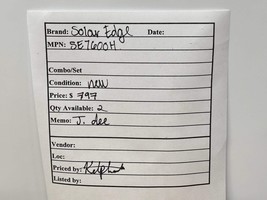 Brand: Solar Edge Date:
MPN: SE7600H
Combo/Set
Condition: new
Price: $ 797
Qty Available: 2
Memo: J. dee
Vendor:
Loc:
Priced by:
Listed by: